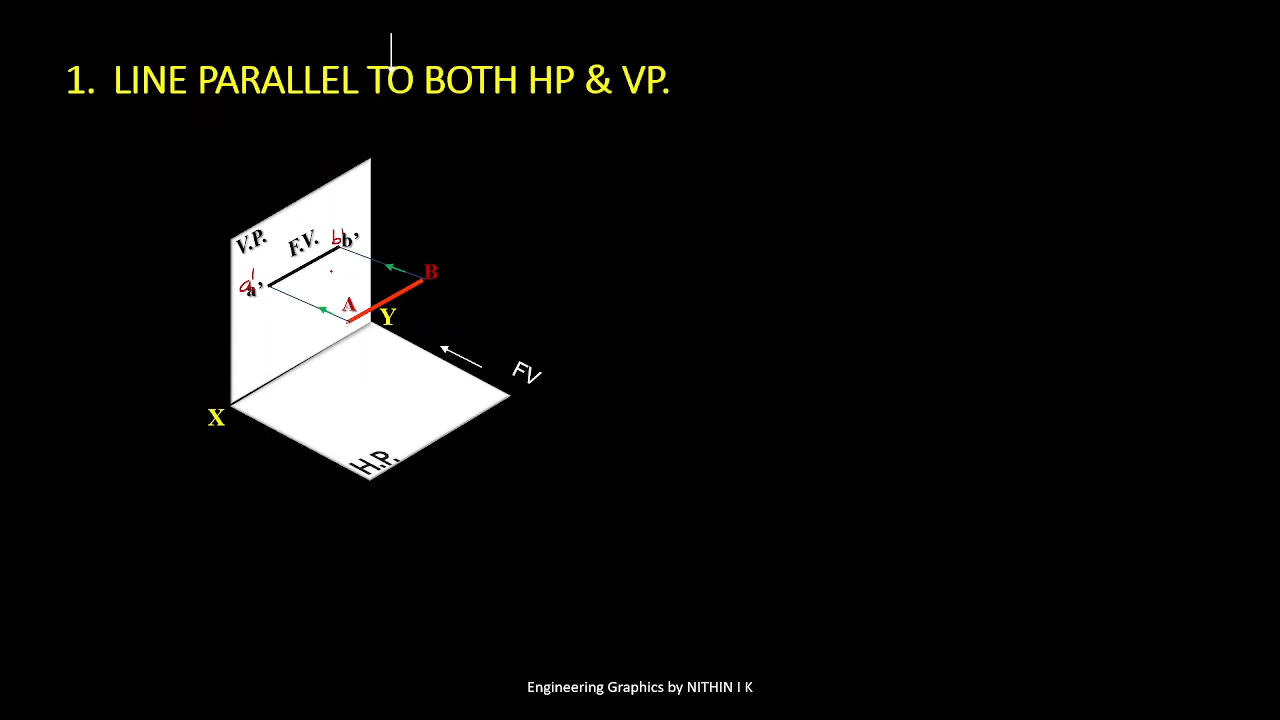 1. LINE PARALLEL TO BOTH HP & VP.
V.P.
F.V.
b'
b'
a'
a'
B
A
Y
FV
X
H.P.
Engineering Graphics by NITHIN I K